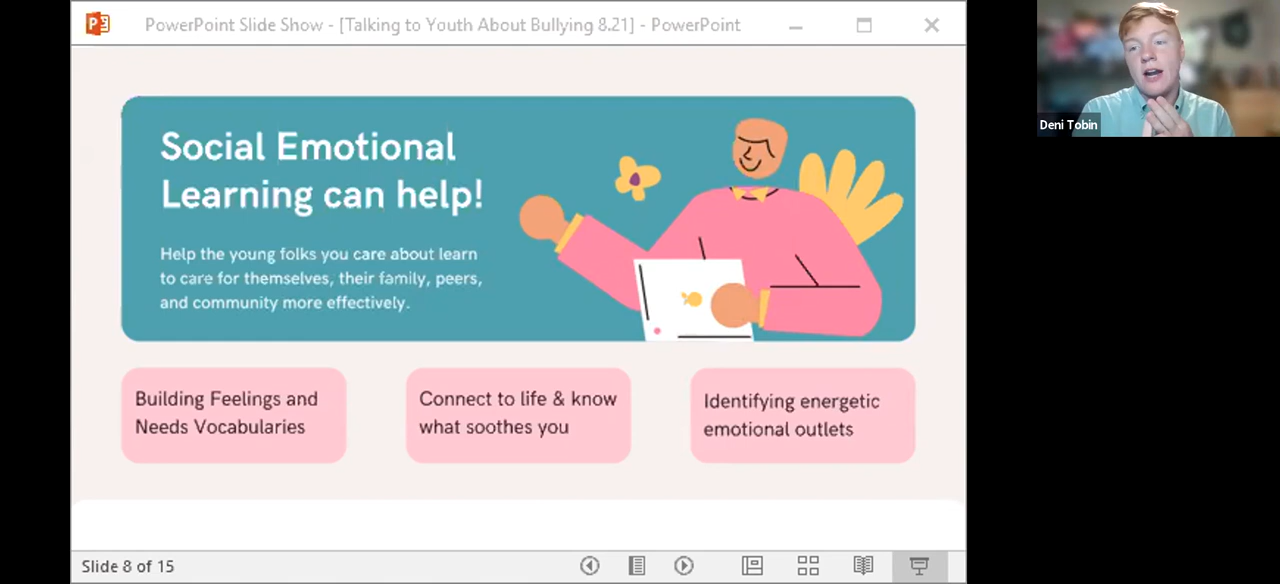 PowerPoint Slide Show - [Talking to Youth About Bullying 8.21] - PowerPoint
Deni Tobin
Social Emotional
Learning can help!
Help the young folks you care about learn
to care for themselves, their family, peers,
and community more effectively.
Building Feelings and
Needs Vocabularies
Connect to life & know
what soothes you
Identifying energetic
emotional outlets
Slide 8 of 15